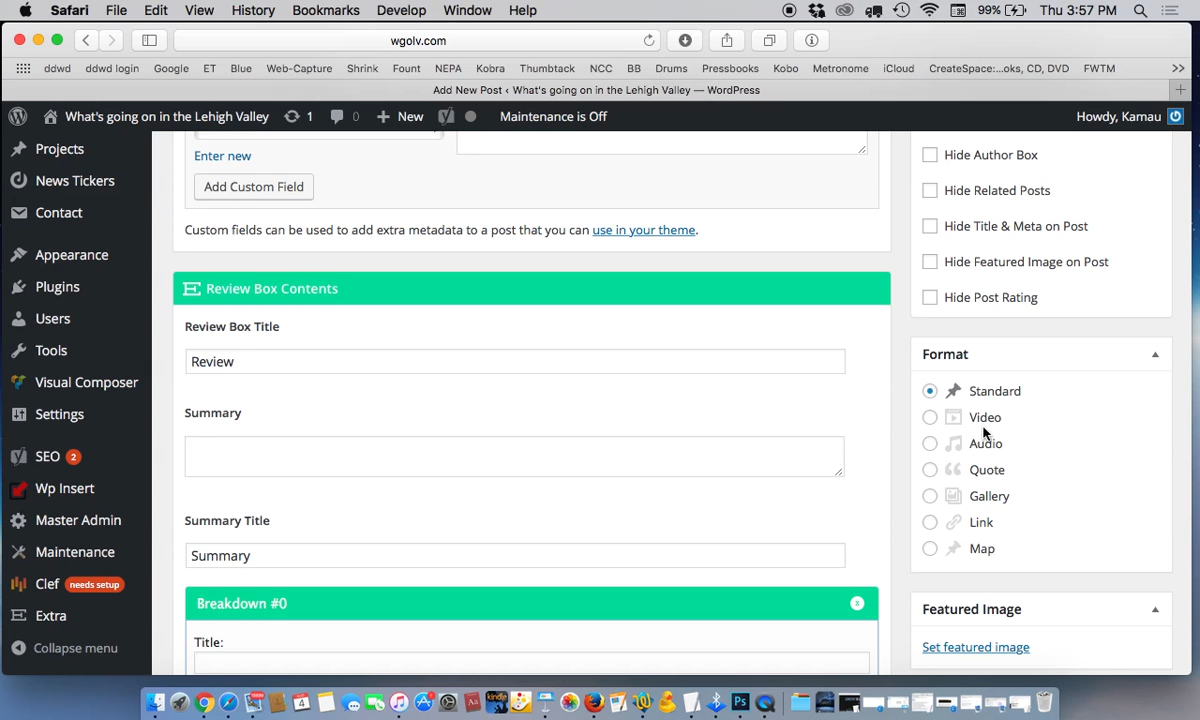 Safari File Edit View History Bookmarks Develop Window Help 99% Thu 3:57 PM
wgolv.com
ddwd ddwd login Google ET Blue Web-Capture Shrink Fount NEPA Kobra Thumbtack NCC BB Drums Pressbooks Kobo Metronome iCloud CreateSpace:...oks, CD, DVD FWTM >>
Add New Post ‹ What's going on in the Lehigh Valley — WordPress
What's going on in the Lehigh Valley 1 0 New Maintenance is Off Howdy, Kamau
Projects
News Tickers
Contact
Appearance
Plugins
Users
Tools
Visual Composer
Settings
SEO 2
Wp Insert
Master Admin
Maintenance
Clef needs setup
Extra
Collapse menu
Enter new
Add Custom Field
Custom fields can be used to add extra metadata to a post that you can use in your theme.
Review Box Contents
Review Box Title
Review
Summary
Summary Title
Summary
Breakdown #0 x
Title:
Hide Author Box
Hide Related Posts
Hide Title & Meta on Post
Hide Featured Image on Post
Hide Post Rating
Format
Standard
Video
Audio
Quote
Gallery
Link
Map
Featured Image
Set featured image